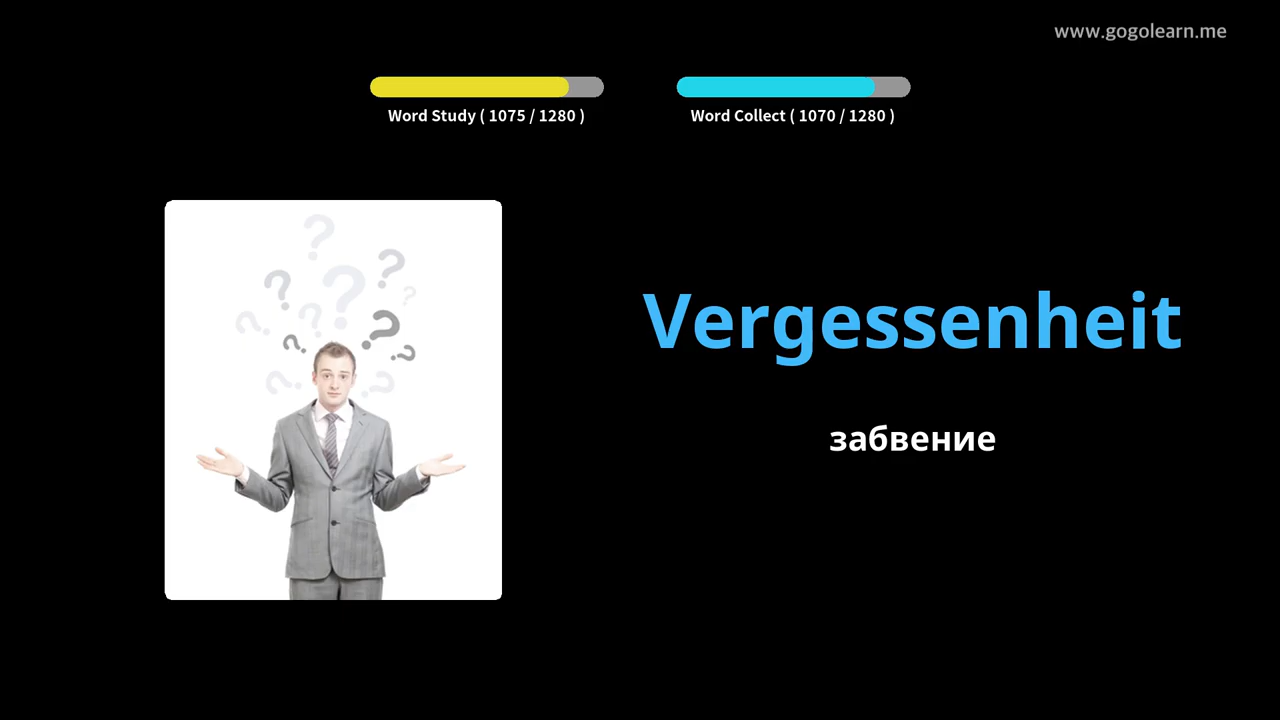 www.gogolearn.me
Word Study ( 1075 / 1280 )
Word Collect ( 1070 / 1280 )
Vergessenheit
забвение